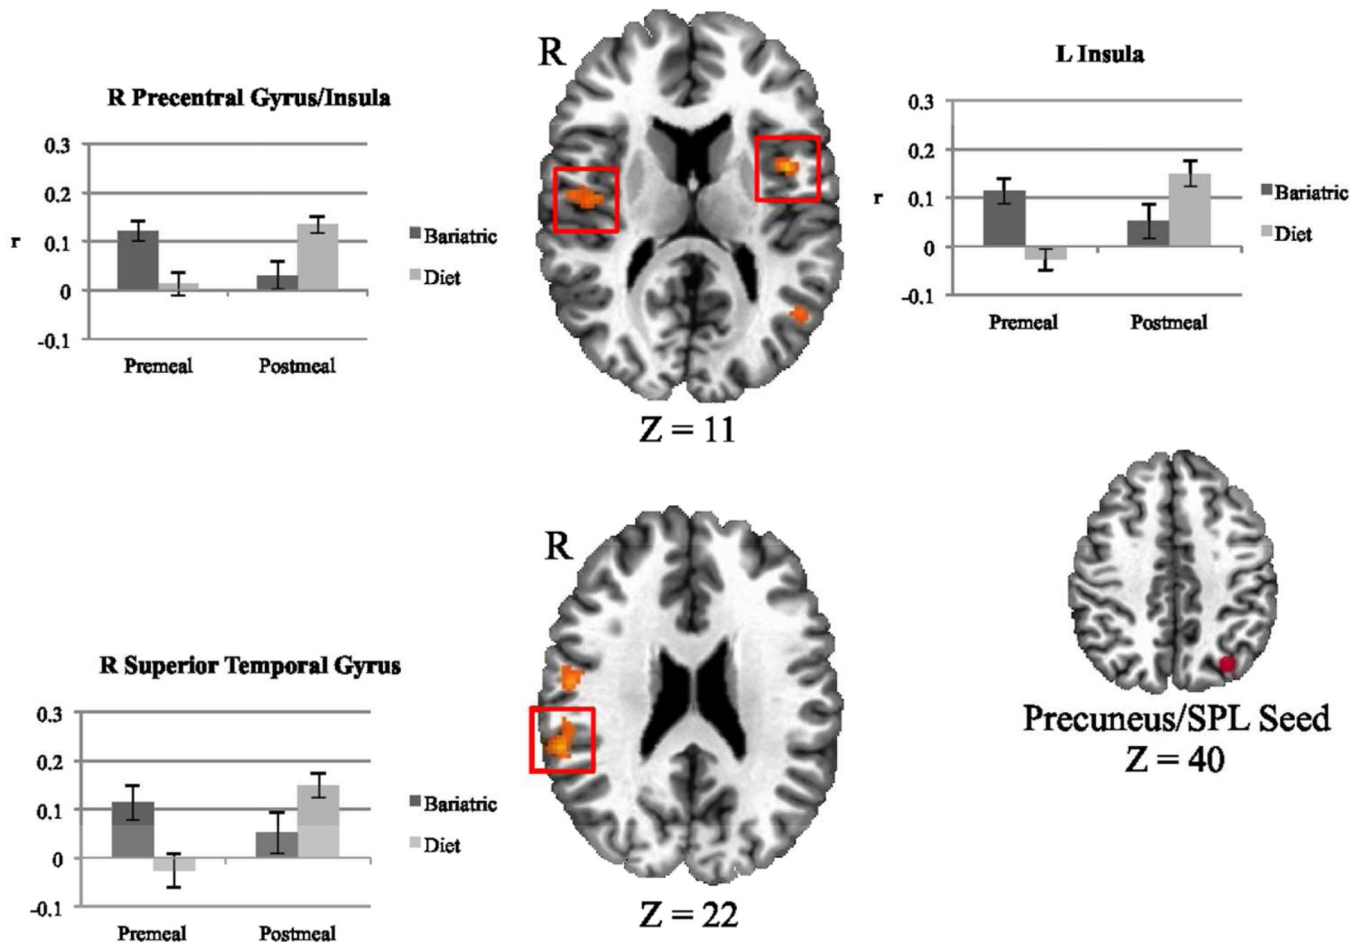 R Precentral Gyrus/Insula
0.3
0.2
0.1
0
-0.1
r
Premeal
Postmeal
Bariatric
Diet
R
Z = 11
L Insula
0.3
0.2
0.1
0
-0.1
r
Premeal
Postmeal
Bariatric
Diet
R Superior Temporal Gyrus
0.3
0.2
0.1
0
-0.1
Premeal
Postmeal
Bariatric
Diet
R
Z = 22
Precuneus/SPL Seed
Z = 40